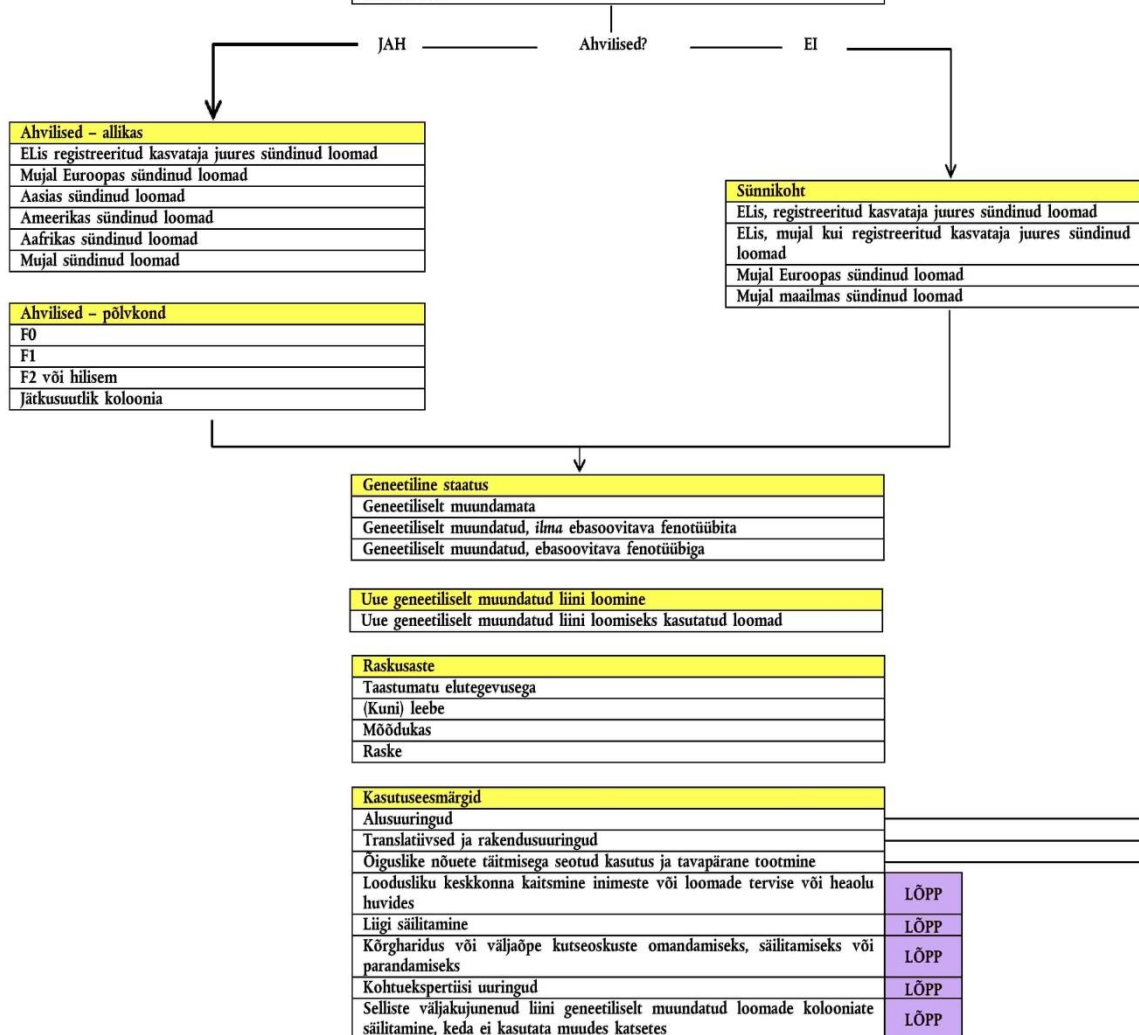 JAH Ahvilised? EI
Ahvilised – allikas
ELis registreeritud kasvataja juures sündinud loomad
Mujal Euroopas sündinud loomad
Aasias sündinud loomad
Ameerikas sündinud loomad
Aafrikas sündinud loomad
Mujal sündinud loomad
Sünnikoht
ELis, registreeritud kasvataja juures sündinud loomad
ELis, mujal kui registreeritud kasvataja juures sündinud
loomad
Mujal Euroopas sündinud loomad
Mujal maailmas sündinud loomad
Ahvilised – põlvkond
F0
F1
F2 või hilisem
Jätkusuutlik koloonia
Geneetiline staatus
Geneetiliselt muundamata
Geneetiliselt muundatud, ilma ebasoovitava fenotüübita
Geneetiliselt muundatud, ebasoovitava fenotüübiga
Uue geneetiliselt muundatud liini loomine
Uue geneetiliselt muundatud liini loomiseks kasutatud loomad
Raskusaste
Taastumatu elutegevusega
(Kuni) leebe
Mõõdukas
Raske
Kasutuseesmärgid
Alusuuringud
Translatiivsed ja rakendusuuringud
Õiguslike nõuete täitmisega seotud kasutus ja tavapärane tootmine
Loodusliku keskkonna kaitsmine inimeste või loomade tervise või heaolu
huvides
LÕPP
Liigi säilitamine LÕPP
Kõrgharidus või väljaõpe kutseoskuste omandamiseks, säilitamiseks või
parandamiseks
LÕPP
Kohtuekspertiisi uuringud LÕPP
Selliste väljakujunenud liini geneetiliselt muundatud loomade kolooniate
säilitamine, keda ei kasutata muudes katsetes
LÕPP